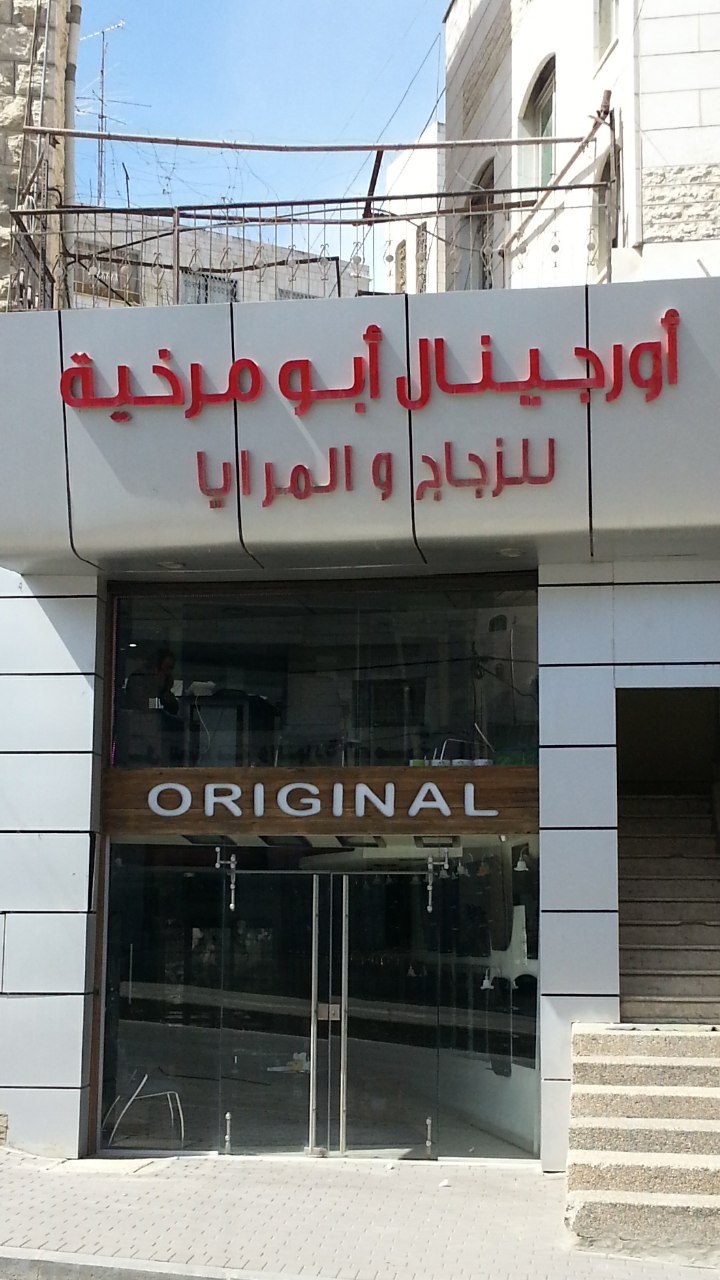 أورجينال أبو مرخية
للزجاج و المرايا
ORIGINAL